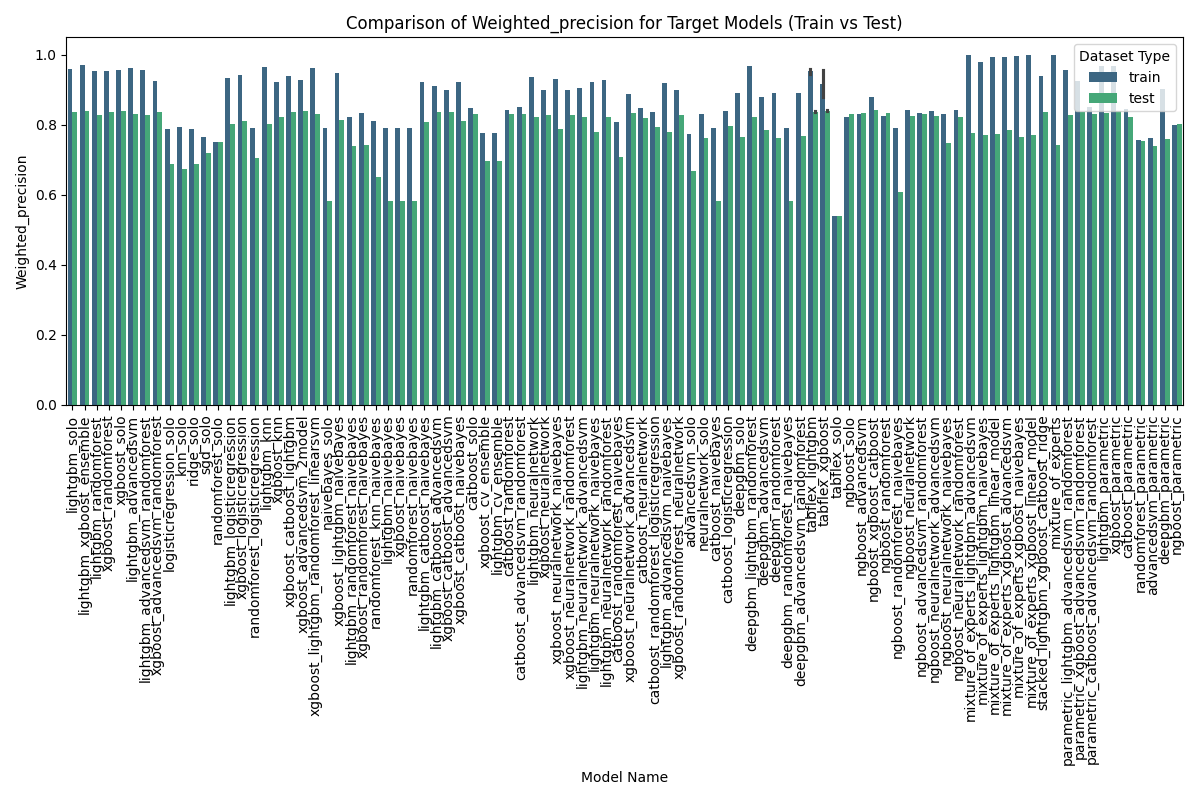 Comparison of Weighted_precision for Target Models (Train vs Test)
Dataset Type
train
test
Weighted_precision
1.0
0.8
0.6
0.4
0.2
0.0
lightgbm_solo
lightgbm_xgboost_ensemble
lightgbm_randomforest
xgboost_randomforest
xgboost_solo
lightgbm_advancedsvm
lightgbm_advancedsvm_randomforest
xgboost_advancedsvm_randomforest
logisticregression_solo
knn_solo
ridge_solo
sgd_solo
randomforest_solo
lightgbm_logisticregression
xgboost_logisticregression
randomforest_logisticregression
lightgbm_knn
xgboost_knn
xgboost_catboost_lightgbm
xgboost_advancedsvm_2model
xgboost_lightgbm_randomforest_linearsvm
naivebayes_solo
xgboost_lightgbm_naivebayes
lightgbm_randomforest_naivebayes
xgboost_randomforest_naivebayes
randomforest_knn_naivebayes
lightgbm_naivebayes
xgboost_naivebayes
randomforest_naivebayes
lightgbm_catboost_naivebayes
lightgbm_catboost_advancedsvm
xgboost_catboost_advancedsvm
xgboost_catboost_naivebayes
catboost_solo
xgboost_cv_ensemble
lightgbm_cv_ensemble
catboost_randomforest
catboost_advancedsvm_randomforest
lightgbm_neuralnetwork
xgboost_neuralnetwork
xgboost_neuralnetwork_naivebayes
xgboost_neuralnetwork_randomforest
lightgbm_neuralnetwork_advancedsvm
lightgbm_neuralnetwork_naivebayes
lightgbm_neuralnetwork_randomforest
catboost_randomforest_naivebayes
xgboost_neuralnetwork_advancedsvm
catboost_neuralnetwork
catboost_randomforest_logisticregression
lightgbm_advancedsvm_naivebayes
xgboost_randomforest_neuralnetwork
advancedsvm_solo
neuralnetwork_solo
catboost_naivebayes
catboost_logisticregression
deepgbm_solo
deepgbm_lightgbm_randomforest
deepgbm_advancedsvm
deepgbm_randomforest
deepgbm_randomforest_naivebayes
deepgbm_advancedsvm_randomforest
tabflex_lightgbm
tabflex_xgboost
tabflex_solo
ngboost_solo
ngboost_advancedsvm
ngboost_xgboost_catboost
ngboost_randomforest
ngboost_randomforest_naivebayes
ngboost_neuralnetwork
ngboost_advancedsvm_randomforest
ngboost_neuralnetwork_advancedsvm
ngboost_neuralnetwork_naivebayes
ngboost_neuralnetwork_randomforest
mixture_of_experts_lightgbm_advancedsvm
mixture_of_experts_lightgbm_naivebayes
mixture_of_experts_lightgbm_linear_model
mixture_of_experts_xgboost_advancedsvm
mixture_of_experts_xgboost_naivebayes
mixture_of_experts_xgboost_linear_model
stacked_lightgbm_xgboost_catboost_ridge
mixture_of_experts
parametric_lightgbm_advancedsvm_randomforest
parametric_xgboost_advancedsvm_randomforest
parametric_catboost_advancedsvm_randomforest
lightgbm_parametric
xgboost_parametric
catboost_parametric
randomforest_parametric
advancedsvm_parametric
deepgbm_parametric
ngboost_parametric
Model Name